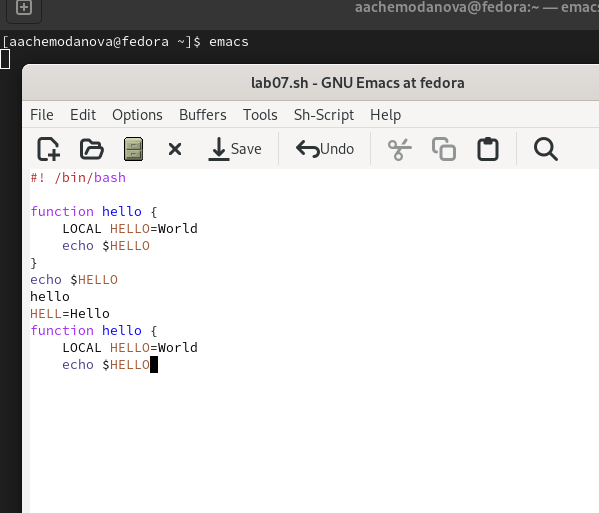 aachemodanova@fedora:~ — emacs
[aachemodanova@fedora ~]$ emacs
lab07.sh - GNU Emacs at fedora
File Edit Options Buffers Tools Sh-Script Help
Save Undo
#! /bin/bash
function hello {
    LOCAL HELLO=World
    echo $HELLO
}
echo $HELLO
hello
HELL=Hello
function hello {
    LOCAL HELLO=World
    echo $HELLO